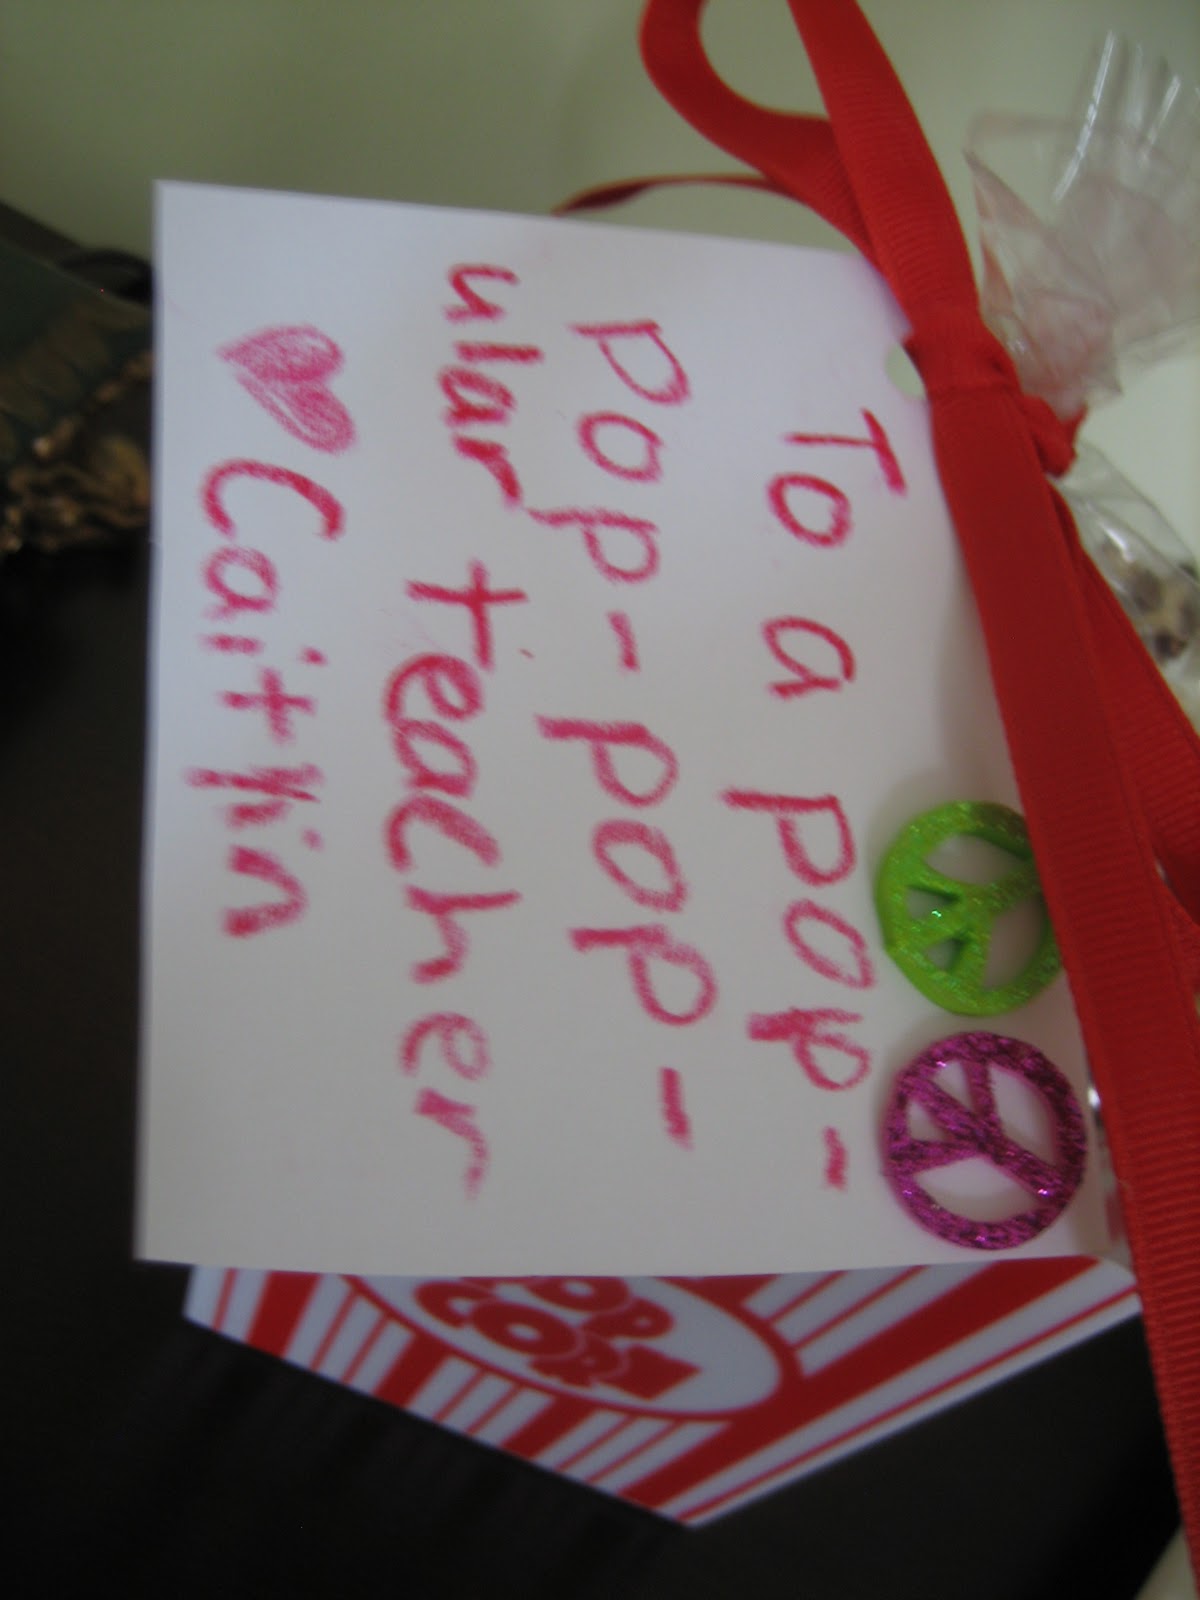 To a pop-
pop-pop-
ular teacher
♥ Caitlin
POP
CORN